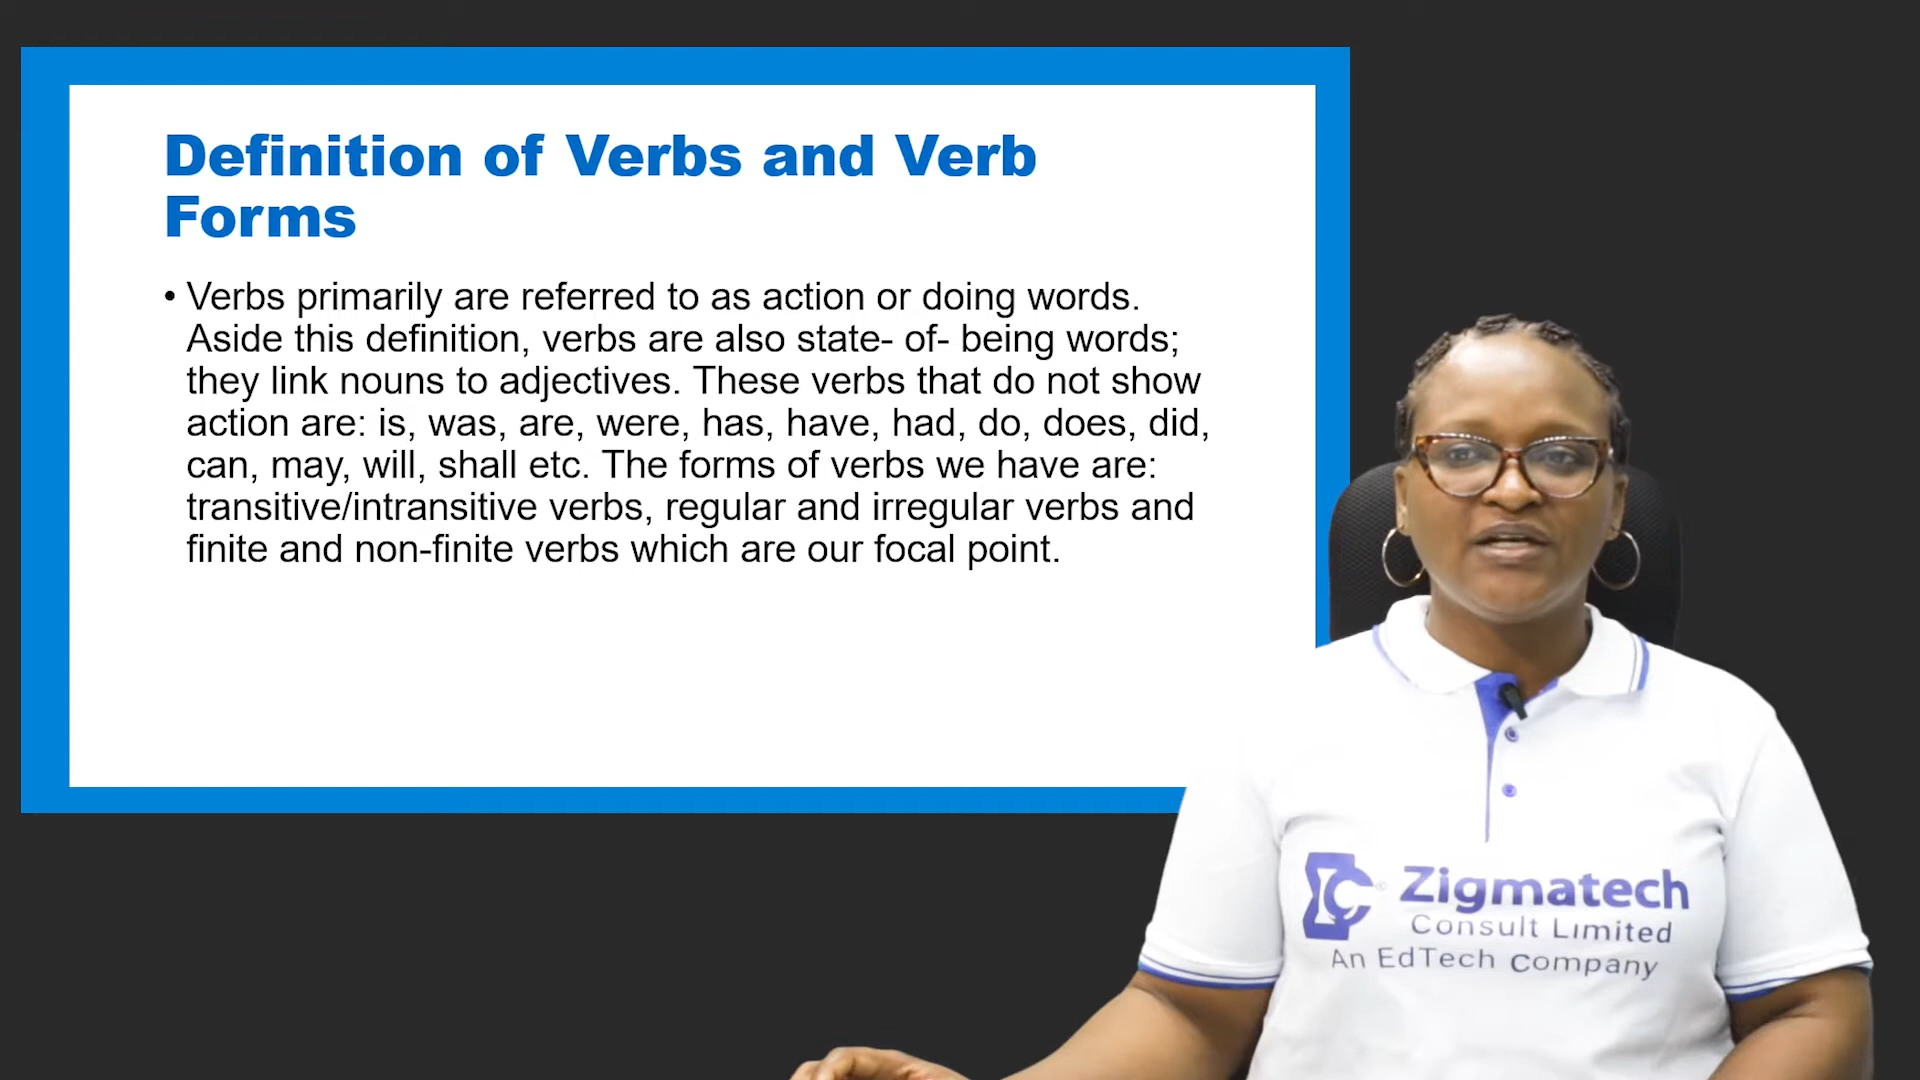 Definition of Verbs and Verb
Forms
• Verbs primarily are referred to as action or doing words.
Aside this definition, verbs are also state- of- being words;
they link nouns to adjectives. These verbs that do not show
action are: is, was, are, were, has, have, had, do, does, did,
can, may, will, shall etc. The forms of verbs we have are:
transitive/intransitive verbs, regular and irregular verbs and
finite and non-finite verbs which are our focal point.
Zigmatech
Consult Limited
An EdTech Company